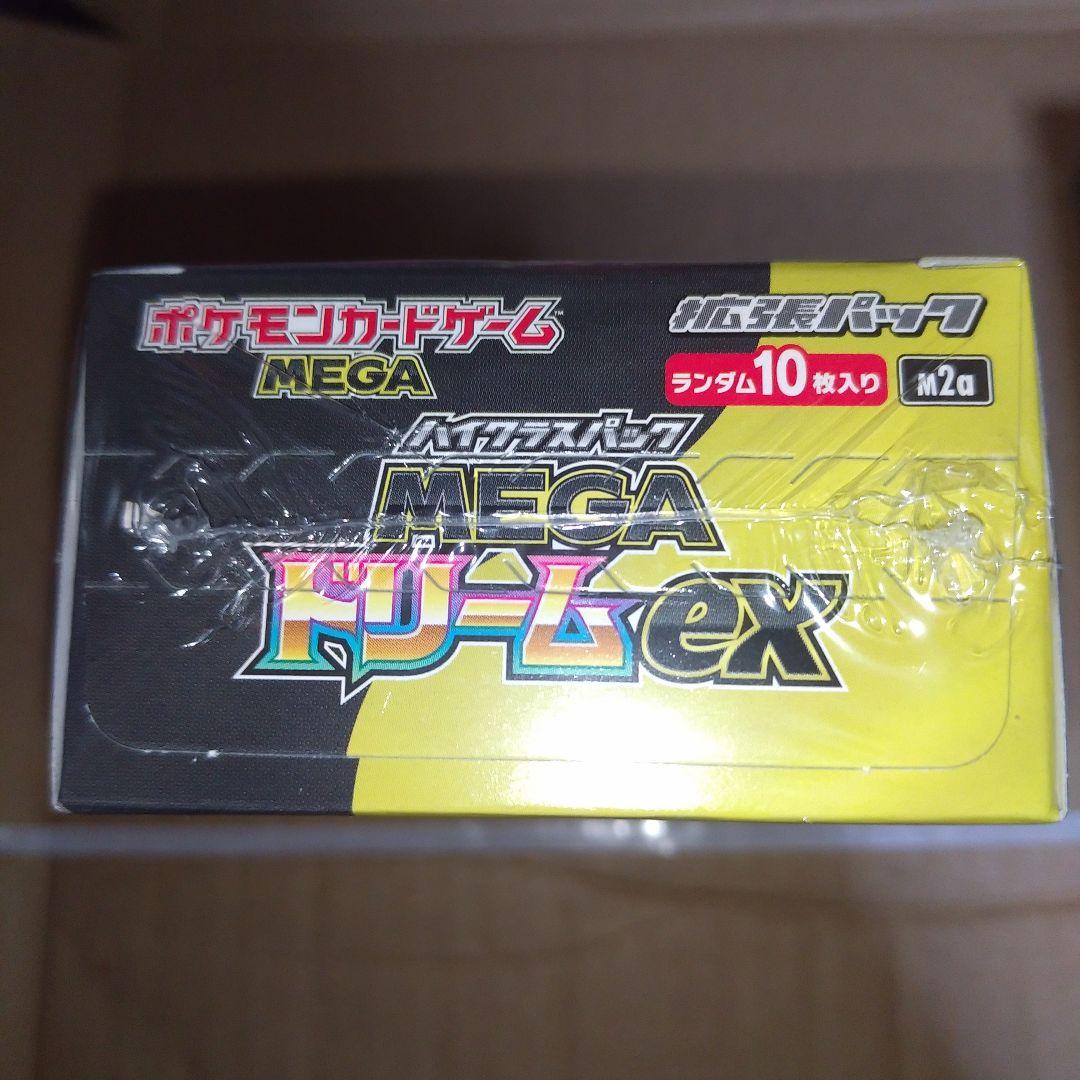 ポケモンカードゲーム™
MEGA
拡張パック
ランダム10枚入り
M2a
ハイクラスパック
MEGA
ドリームex